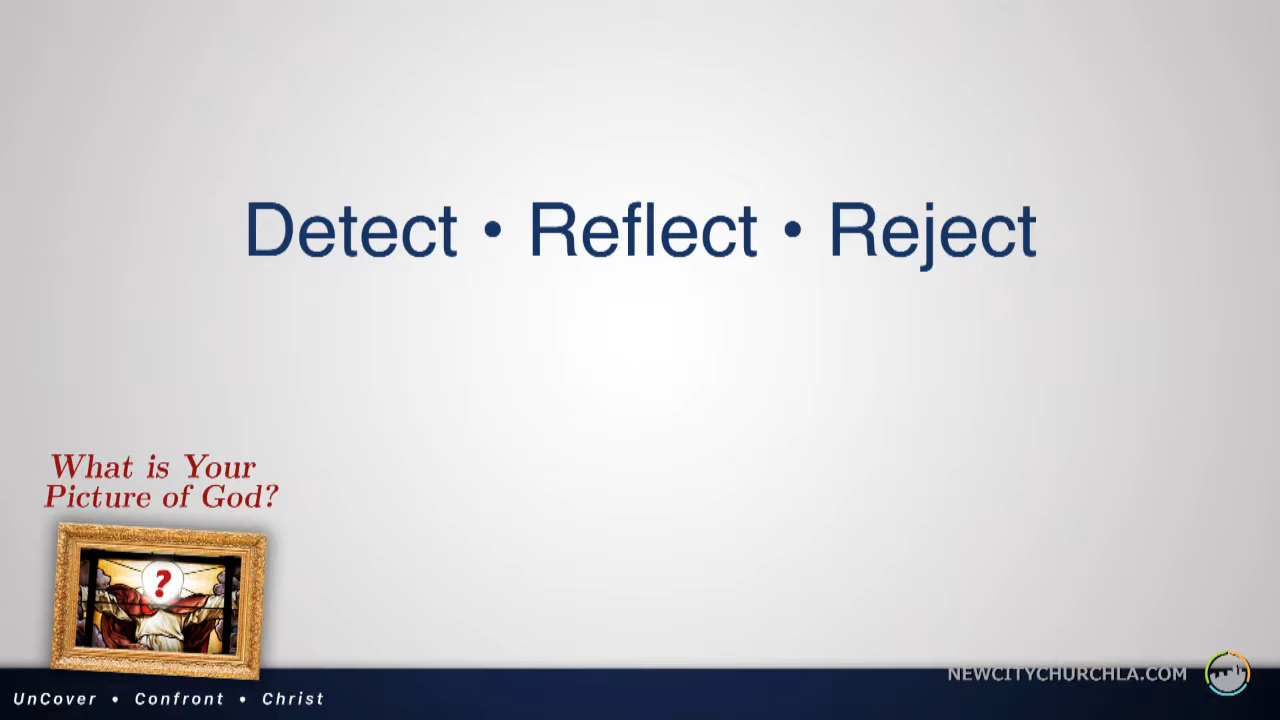 Detect • Reflect • Reject
What is Your
Picture of God?
?
NEWCITYCHURCHLA.COM
UnCover • Confront • Christ